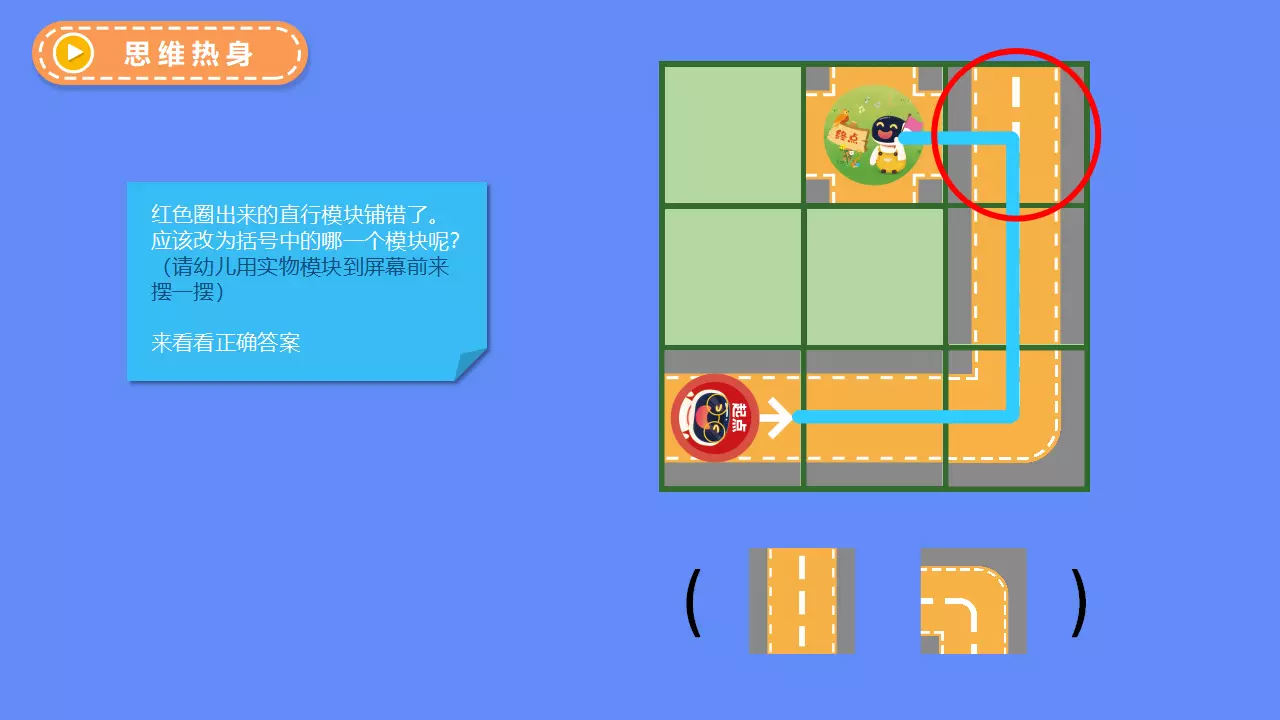 思维热身
红色圈出来的直行模块铺错了。
应该改为括号中的哪一个模块呢?
（请幼儿用实物模块到屏幕前来
摆一摆）
来看看正确答案
终点
起点
(
)